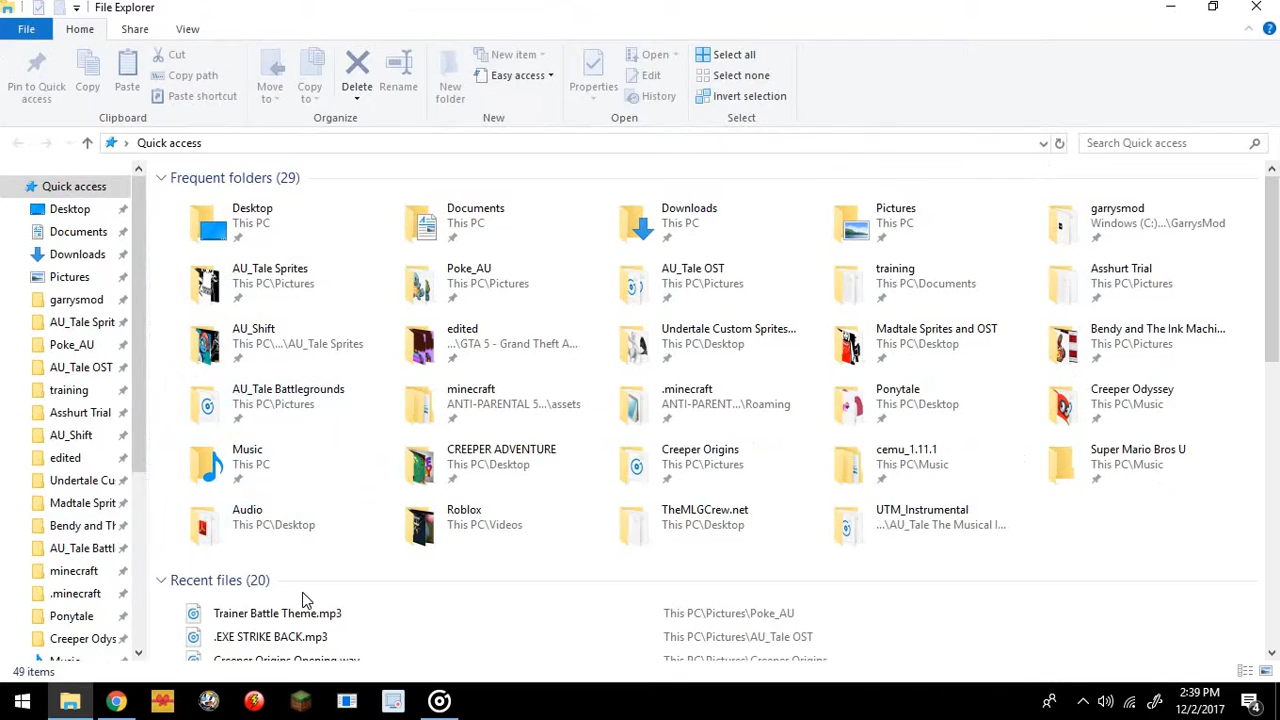 File Explorer
File Home Share View
Pin to Quick access
Copy
Paste
Cut
Copy path
Paste shortcut
Clipboard
Move to
Copy to
Delete
Rename
Organize
New folder
New item
Easy access
New
Properties
Open
Edit
History
Open
Select all
Select none
Invert selection
Select
Quick access
Search Quick access
Quick access
Desktop
Documents
Downloads
Pictures
garrysmod
AU_Tale Sprit
Poke_AU
AU_Tale OST
training
Asshurt Trial
AU_Shift
edited
Undertale Cu
Madtale Sprit
Bendy and Th
AU_Tale Battl
minecraft
.minecraft
Ponytale
Creeper Odys
Music
Frequent folders (29)
Desktop
This PC
Documents
This PC
Downloads
This PC
Pictures
This PC
garrysmod
Windows (C:)...\GarrysMod
AU_Tale Sprites
This PC\Pictures
Poke_AU
This PC\Pictures
AU_Tale OST
This PC\Pictures
training
This PC\Documents
Asshurt Trial
This PC\Pictures
AU_Shift
This PC\...\AU_Tale Sprites
edited
...\GTA 5 - Grand Theft A...
Undertale Custom Sprites...
This PC\Desktop
Madtale Sprites and OST
This PC\Desktop
Bendy and The Ink Machi...
This PC\Pictures
AU_Tale Battlegrounds
This PC\Pictures
minecraft
ANTI-PARENTAL 5...\assets
.minecraft
ANTI-PARENT...\Roaming
Ponytale
This PC\Desktop
Creeper Odyssey
This PC\Music
Music
This PC
CREEPER ADVENTURE
This PC\Desktop
Creeper Origins
This PC\Pictures
cemu_1.11.1
This PC\Music
Super Mario Bros U
This PC\Music
Audio
This PC\Desktop
Roblox
This PC\Videos
TheMLGCrew.net
This PC\Desktop
UTM_Instrumental
...\AU_Tale The Musical I...
Recent files (20)
Trainer Battle Theme.mp3 This PC\Pictures\Poke_AU
.EXE STRIKE BACK.mp3 This PC\Pictures\AU_Tale OST
Creeper Origins Opening.wav This PC\Pictures\Creeper Origins
49 items
2:39 PM
12/2/2017
4